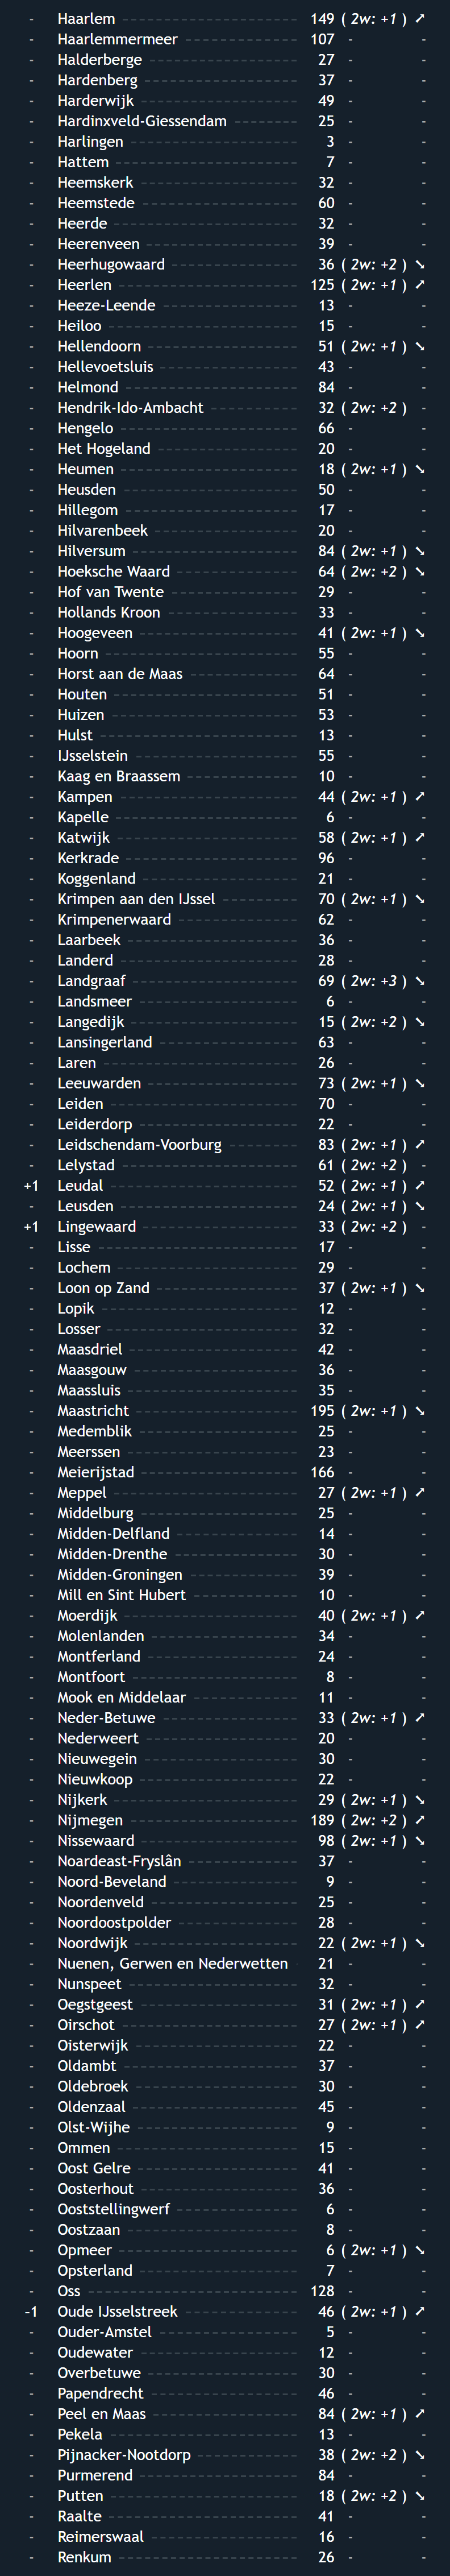 - Haarlem 149 ( 2w: +1 ) ➚
- Haarlemmermeer 107 - -
- Halderberge 27 - -
- Hardenberg 37 - -
- Harderwijk 49 - -
- Hardinxveld-Giessendam 25 - -
- Harlingen 3 - -
- Hattem 7 - -
- Heemskerk 32 - -
- Heemstede 60 - -
- Heerde 32 - -
- Heerenveen 39 - -
- Heerhugowaard 36 ( 2w: +2 ) ➘
- Heerlen 125 ( 2w: +1 ) ➚
- Heeze-Leende 13 - -
- Heiloo 15 - -
- Hellendoorn 51 ( 2w: +1 ) ➘
- Hellevoetsluis 43 - -
- Helmond 84 - -
- Hendrik-Ido-Ambacht 32 ( 2w: +2 ) -
- Hengelo 66 - -
- Het Hogeland 20 - -
- Heumen 18 ( 2w: +1 ) ➘
- Heusden 50 - -
- Hillegom 17 - -
- Hilvarenbeek 20 - -
- Hilversum 84 ( 2w: +1 ) ➘
- Hoeksche Waard 64 ( 2w: +2 ) ➘
- Hof van Twente 29 - -
- Hollands Kroon 33 - -
- Hoogeveen 41 ( 2w: +1 ) ➘
- Hoorn 55 - -
- Horst aan de Maas 64 - -
- Houten 51 - -
- Huizen 53 - -
- Hulst 13 - -
- IJsselstein 55 - -
- Kaag en Braassem 10 - -
- Kampen 44 ( 2w: +1 ) ➚
- Kapelle 6 - -
- Katwijk 58 ( 2w: +1 ) ➚
- Kerkrade 96 - -
- Koggenland 21 - -
- Krimpen aan den IJssel 70 ( 2w: +1 ) ➘
- Krimpenerwaard 62 - -
- Laarbeek 36 - -
- Landerd 28 - -
- Landgraaf 69 ( 2w: +3 ) ➘
- Landsmeer 6 - -
- Langedijk 15 ( 2w: +2 ) ➘
- Lansingerland 63 - -
- Laren 26 - -
- Leeuwarden 73 ( 2w: +1 ) ➘
- Leiden 70 - -
- Leiderdorp 22 - -
- Leidschendam-Voorburg 83 ( 2w: +1 ) ➚
- Lelystad 61 ( 2w: +2 ) -
+1 Leudal 52 ( 2w: +1 ) ➚
- Leusden 24 ( 2w: +1 ) ➘
+1 Lingewaard 33 ( 2w: +2 ) -
- Lisse 17 - -
- Lochem 29 - -
- Loon op Zand 37 ( 2w: +1 ) ➘
- Lopik 12 - -
- Losser 32 - -
- Maasdriel 42 - -
- Maasgouw 36 - -
- Maassluis 35 - -
- Maastricht 195 ( 2w: +1 ) ➘
- Medemblik 25 - -
- Meerssen 23 - -
- Meierijstad 166 - -
- Meppel 27 ( 2w: +1 ) ➚
- Middelburg 25 - -
- Midden-Delfland 14 - -
- Midden-Drenthe 30 - -
- Midden-Groningen 39 - -
- Mill en Sint Hubert 10 - -
- Moerdijk 40 ( 2w: +1 ) ➚
- Molenlanden 34 - -
- Montferland 24 - -
- Montfoort 8 - -
- Mook en Middelaar 11 - -
- Neder-Betuwe 33 ( 2w: +1 ) ➚
- Nederweert 20 - -
- Nieuwegein 30 - -
- Nieuwkoop 22 - -
- Nijkerk 29 ( 2w: +1 ) ➘
- Nijmegen 189 ( 2w: +2 ) ➚
- Nissewaard 98 ( 2w: +1 ) ➘
- Noardeast-Fryslân 37 - -
- Noord-Beveland 9 - -
- Noordenveld 25 - -
- Noordoostpolder 28 - -
- Noordwijk 22 ( 2w: +1 ) ➘
- Nuenen, Gerwen en Nederwetten 21 - -
- Nunspeet 32 - -
- Oegstgeest 31 ( 2w: +1 ) ➚
- Oirschot 27 ( 2w: +1 ) ➚
- Oisterwijk 22 - -
- Oldambt 37 - -
- Oldebroek 30 - -
- Oldenzaal 45 - -
- Olst-Wijhe 9 - -
- Ommen 15 - -
- Oost Gelre 41 - -
- Oosterhout 36 - -
- Ooststellingwerf 6 - -
- Oostzaan 8 - -
- Opmeer 6 ( 2w: +1 ) ➘
- Opsterland 7 - -
- Oss 128 - -
-1 Oude IJsselstreek 46 ( 2w: +1 ) ➚
- Ouder-Amstel 5 - -
- Oudewater 12 - -
- Overbetuwe 30 - -
- Papendrecht 46 - -
- Peel en Maas 84 ( 2w: +1 ) ➚
- Pekela 13 - -
- Pijnacker-Nootdorp 38 ( 2w: +2 ) ➘
- Purmerend 84 - -
- Putten 18 ( 2w: +2 ) ➘
- Raalte 41 - -
- Reimerswaal 16 - -
- Renkum 26 - -